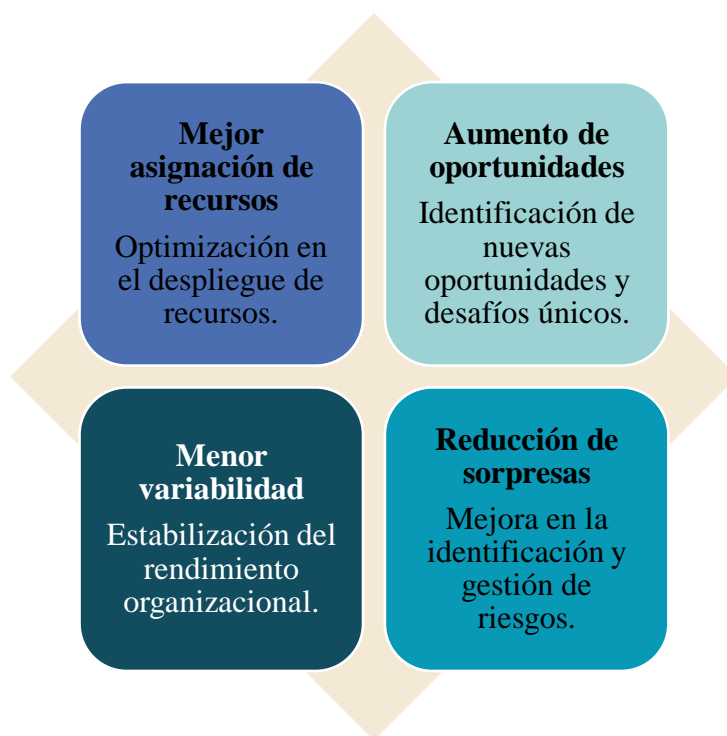 Mejor
asignación de
recursos
Optimización en
el despliegue de
recursos.
Aumento de
oportunidades
Identificación de
nuevas
oportunidades y
desafíos únicos.
Menor
variabilidad
Estabilización del
rendimiento
organizacional.
Reducción de
sorpresas
Mejora en la
identificación y
gestión de
riesgos.